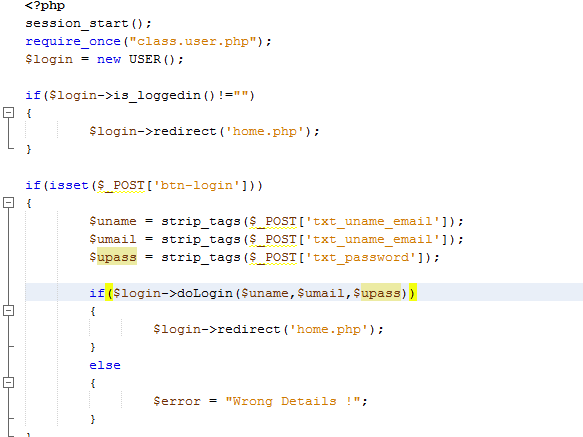 <?php
session_start();
require_once("class.user.php");
$login = new USER();
if($login->is_loggedin()!="")
{
$login->redirect('home.php');
}
if(isset($_POST['btn-login']))
{
$uname = strip_tags($_POST['txt_uname_email']);
$umail = strip_tags($_POST['txt_uname_email']);
$upass = strip_tags($_POST['txt_password']);
if($login->doLogin($uname,$umail,$upass))
{
$login->redirect('home.php');
}
else
{
$error = "Wrong Details !";
}
}